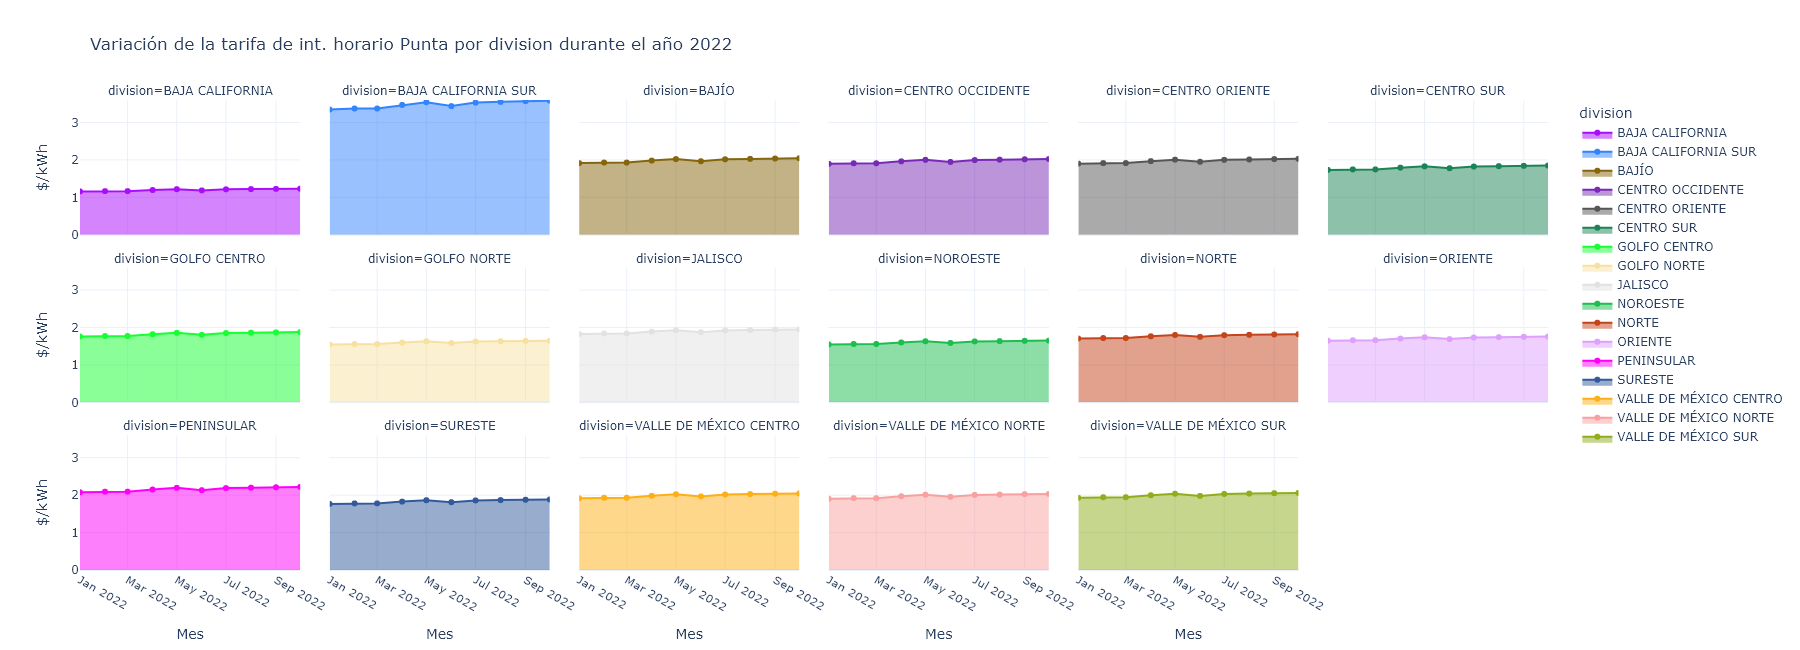 Variación de la tarifa de int. horario Punta por division durante el año 2022
division=BAJA CALIFORNIA
division=BAJA CALIFORNIA SUR
division=BAJÍO
division=CENTRO OCCIDENTE
division=CENTRO ORIENTE
division=CENTRO SUR
$/kWh
3
2
1
0
division=GOLFO CENTRO
division=GOLFO NORTE
division=JALISCO
division=NOROESTE
division=NORTE
division=ORIENTE
$/kWh
3
2
1
0
division=PENINSULAR
division=SURESTE
division=VALLE DE MÉXICO CENTRO
division=VALLE DE MÉXICO NORTE
division=VALLE DE MÉXICO SUR
$/kWh
3
2
1
0
Jan 2022
Mar 2022
May 2022
Jul 2022
Sep 2022
Jan 2022
Mar 2022
May 2022
Jul 2022
Sep 2022
Jan 2022
Mar 2022
May 2022
Jul 2022
Sep 2022
Jan 2022
Mar 2022
May 2022
Jul 2022
Sep 2022
Jan 2022
Mar 2022
May 2022
Jul 2022
Sep 2022
Mes
Mes
Mes
Mes
Mes
division
BAJA CALIFORNIA
BAJA CALIFORNIA SUR
BAJÍO
CENTRO OCCIDENTE
CENTRO ORIENTE
CENTRO SUR
GOLFO CENTRO
GOLFO NORTE
JALISCO
NOROESTE
NORTE
ORIENTE
PENINSULAR
SURESTE
VALLE DE MÉXICO CENTRO
VALLE DE MÉXICO NORTE
VALLE DE MÉXICO SUR